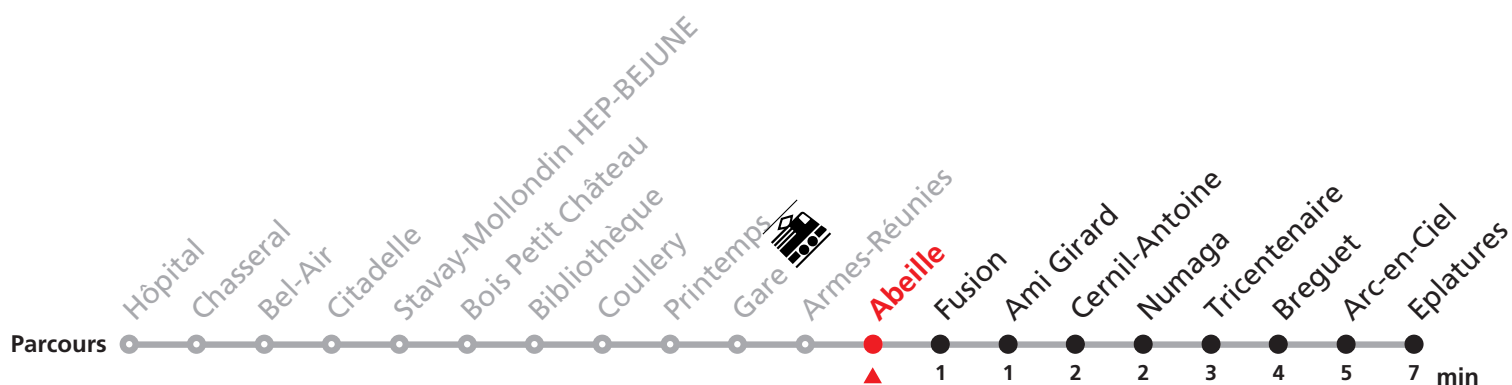 Hôpital
Chasseral
Bel-Air
Citadelle
Stavay-Mollondin HEP-BEJUNE
Bois Petit Château
Bibliothèque
Coullery
Printemps
Gare
Armes-Réunies
Abeille
Fusion
Ami Girard
Cernil-Antoine
Numaga
Tricentenaire
Breguet
Arc-en-Ciel
Eplatures
Parcours
1 1 2 2 3 4 5 7 min